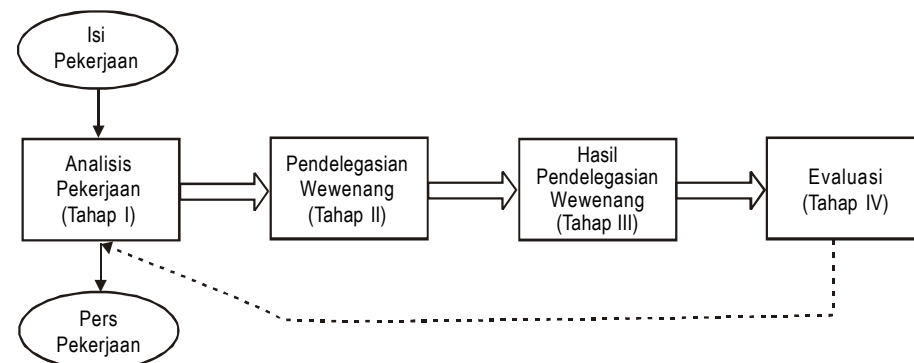 Isi
Pekerjaan
Analisis
Pekerjaan
(Tahap I)
Pendelegasian
Wewenang
(Tahap II)
Hasil
Pendelegasian
Wewenang
(Tahap III)
Evaluasi
(Tahap IV)
Pers
Pekerjaan